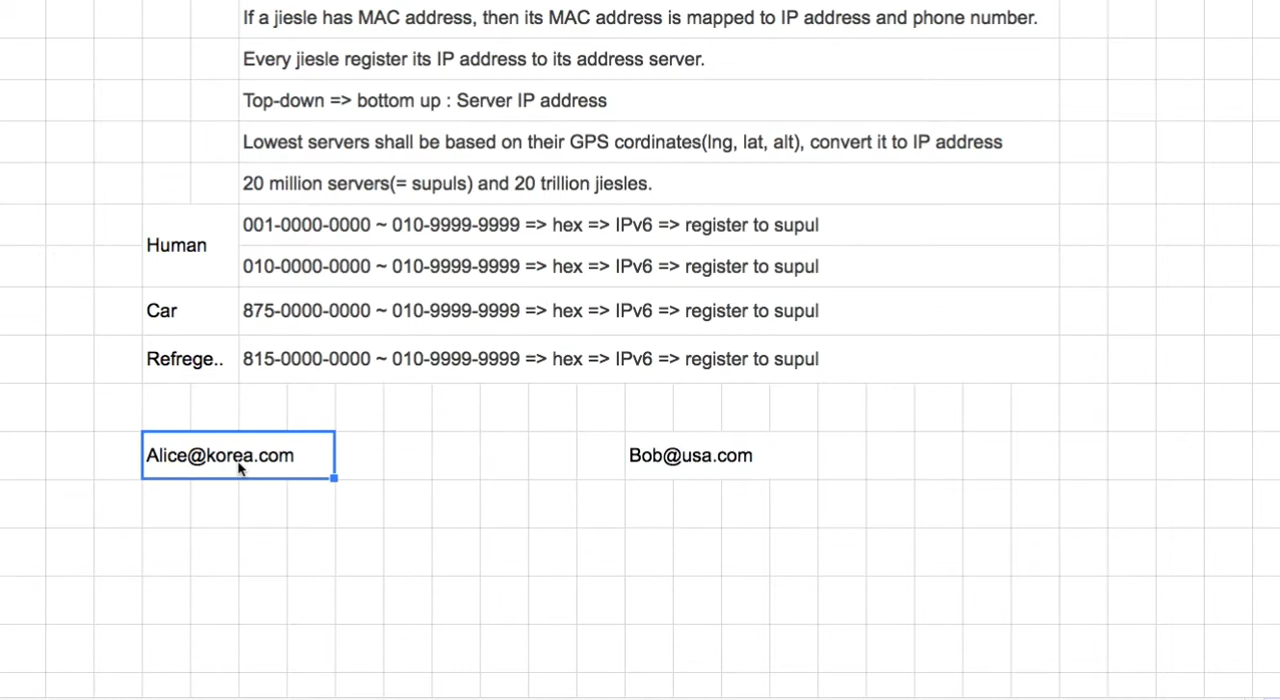 If a jiesle has MAC address, then its MAC address is mapped to IP address and phone number.
Every jiesle register its IP address to its address server.
Top-down => bottom up : Server IP address
Lowest servers shall be based on their GPS cordinates(lng, lat, alt), convert it to IP address
20 million servers(= supuls) and 20 trillion jiesles.
Human
001-0000-0000 ~ 010-9999-9999 => hex => IPv6 => register to supul
010-0000-0000 ~ 010-9999-9999 => hex => IPv6 => register to supul
Car 875-0000-0000 ~ 010-9999-9999 => hex => IPv6 => register to supul
Refrege.. 815-0000-0000 ~ 010-9999-9999 => hex => IPv6 => register to supul
Alice@korea.com Bob@usa.com